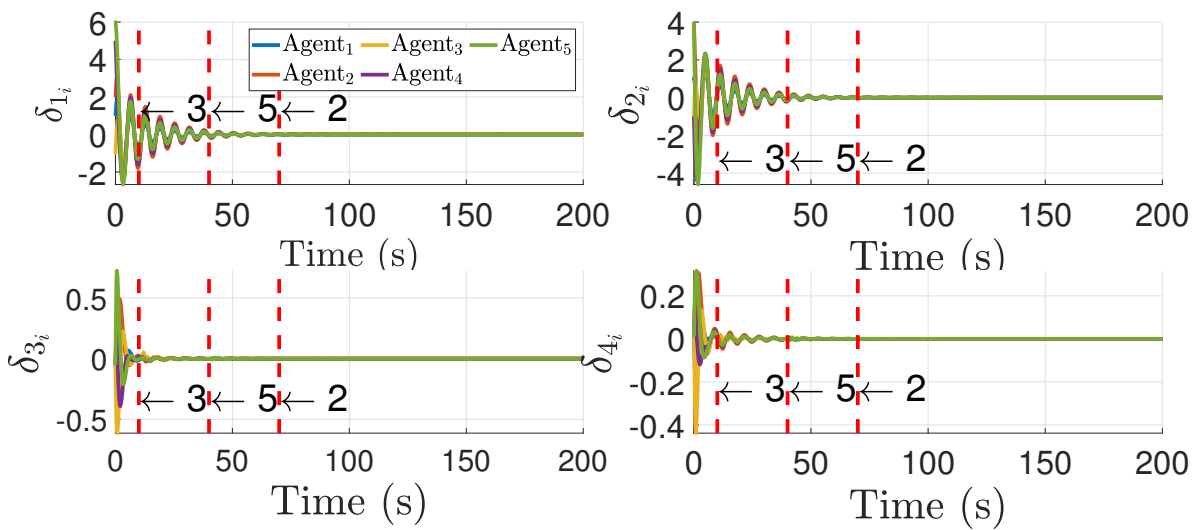 δ1i
6
4
2
0
-2
Agent1 Agent3 Agent5
Agent2 Agent4
← 3 ← 5 ← 2
0 50 100 150 200
Time (s)
δ2i
4
2
0
-2
-4
← 3 ← 5 ← 2
0 50 100 150 200
Time (s)
δ3i
0.5
0
-0.5
← 3 ← 5 ← 2
0 50 100 150 200
Time (s)
δ4i
0.2
0
-0.2
-0.4
← 3 ← 5 ← 2
0 50 100 150 200
Time (s)